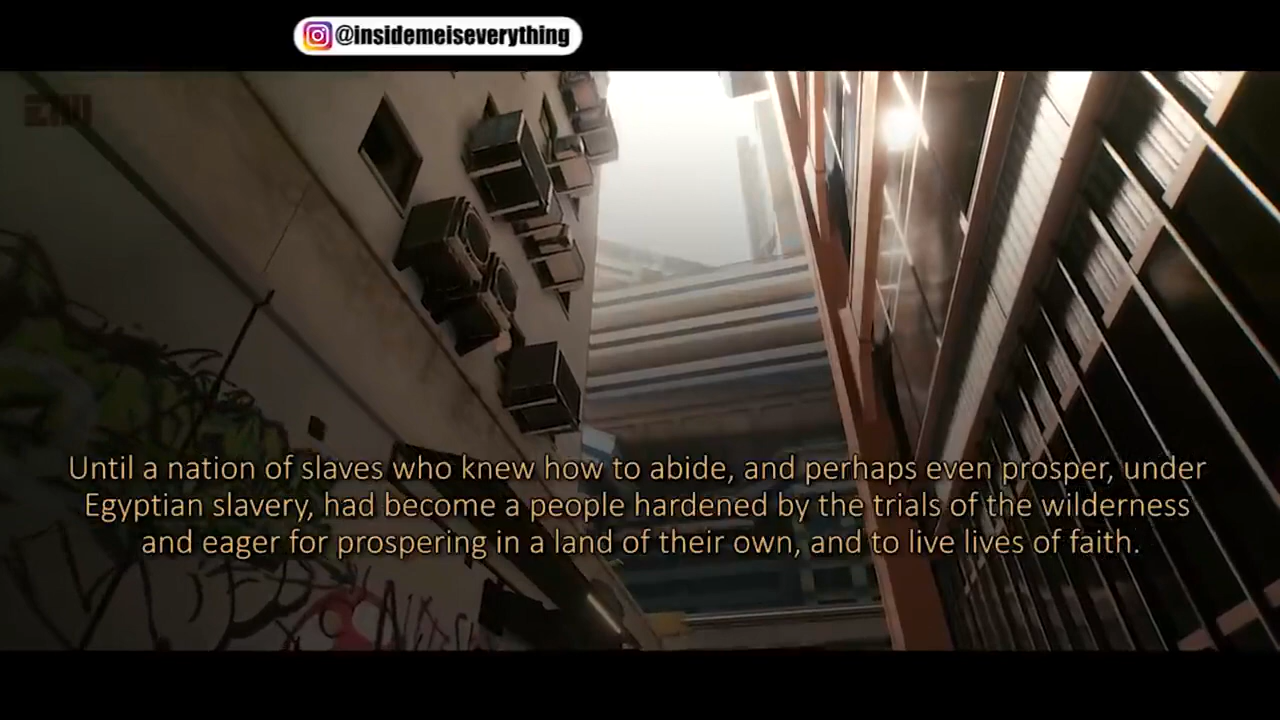 @insidemeiseverything
Until a nation of slaves who knew how to abide, and perhaps even prosper, under
Egyptian slavery, had become a people hardened by the trials of the wilderness
and eager for prospering in a land of their own, and to live lives of faith.